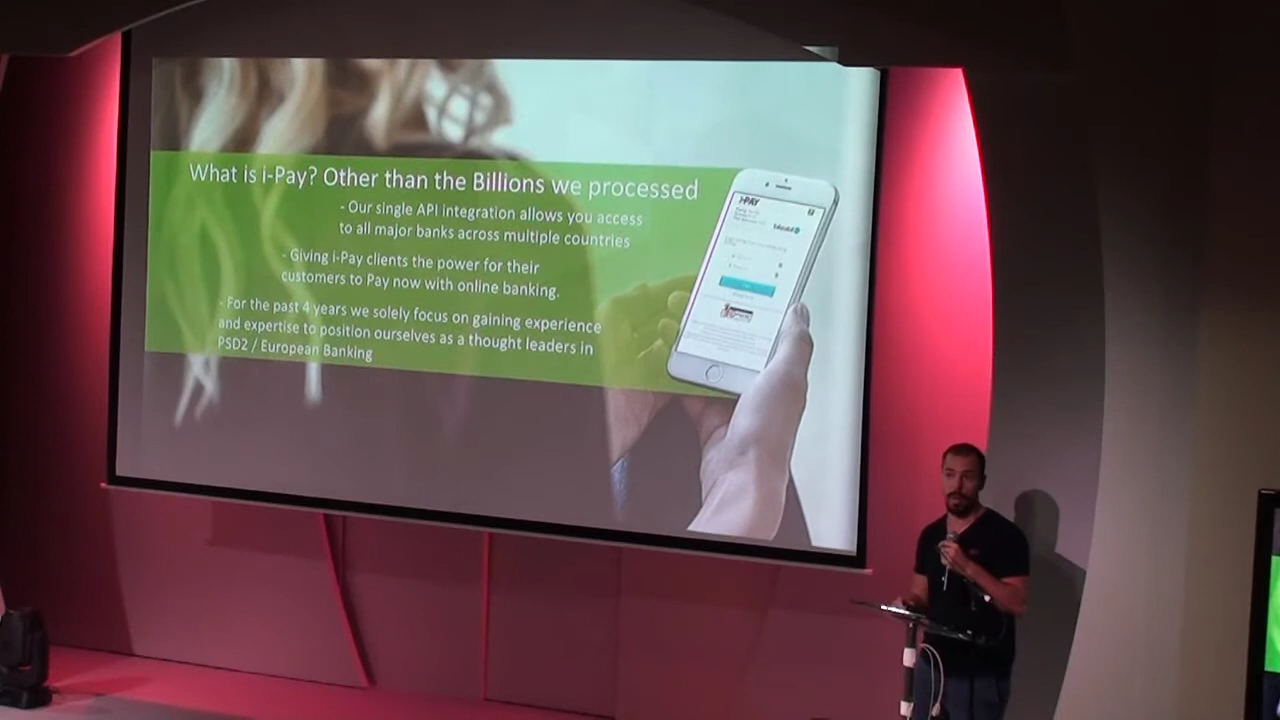 What is i-Pay? Other than the Billions we processed
- Our single API integration allows you access
to all major banks across multiple countries
- Giving i-Pay clients the power for their
customers to Pay now with online banking.
- For the past 4 years we solely focus on gaining experience
and expertise to position ourselves as a thought leaders in
PSD2 / European Banking
i-PAY